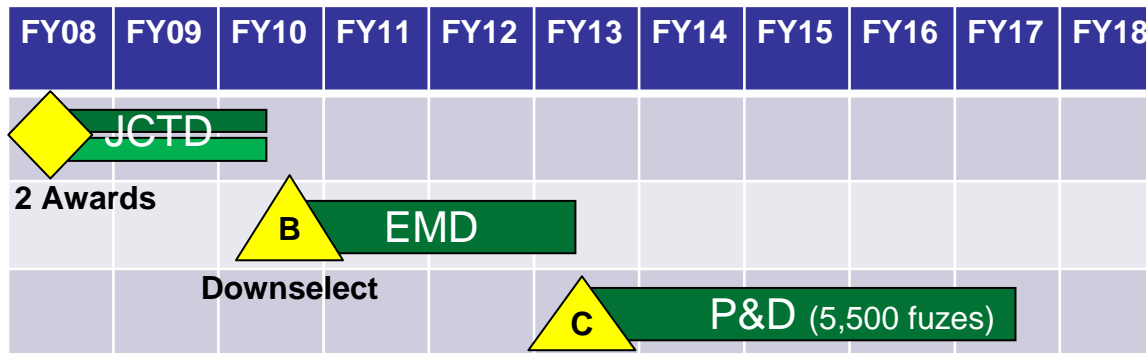 FY08 FY09 FY10 FY11 FY12 FY13 FY14 FY15 FY16 FY17 FY18
JCTD
2 Awards
B EMD
Downselect
C P&D (5,500 fuzes)